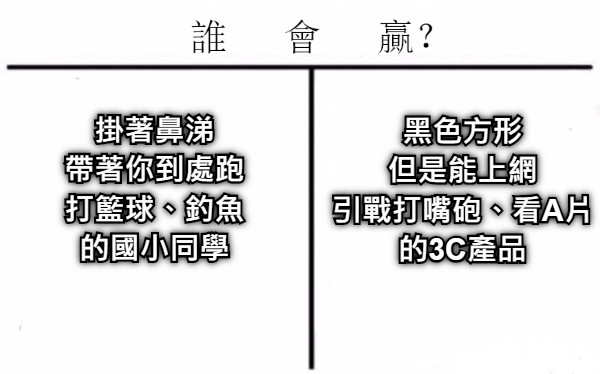 誰 會 贏？
掛著鼻涕
帶著你到處跑
打籃球、釣魚
的國小同學
黑色方形
但是能上網
引戰打嘴砲、看A片
的3C產品